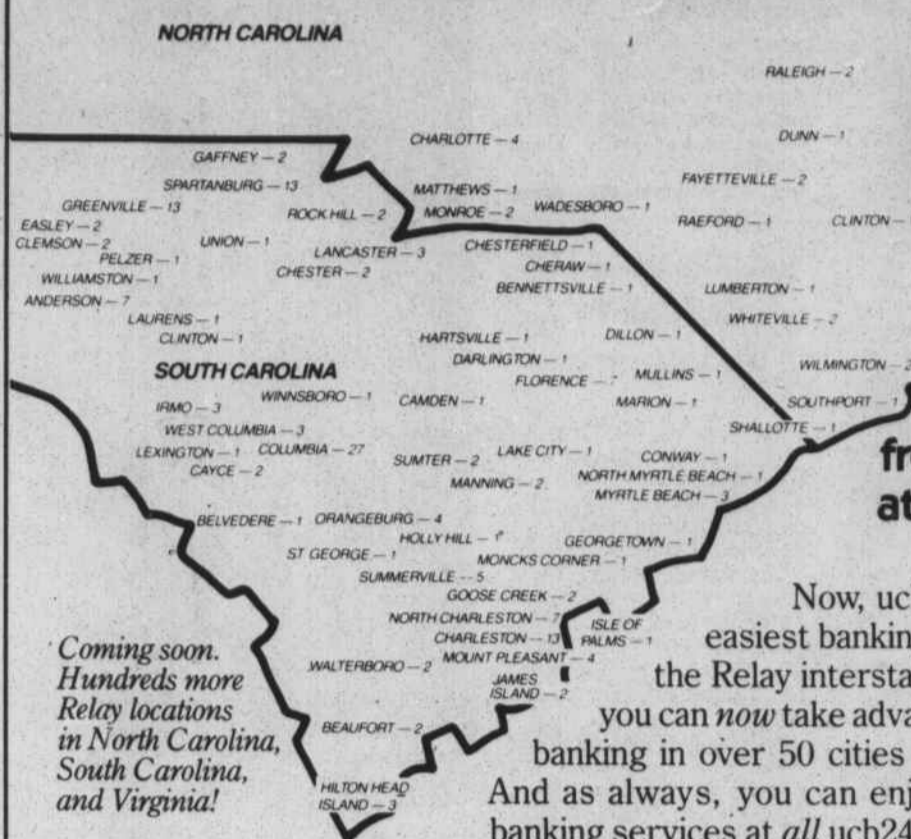 NORTH CAROLINA
RALEIGH — 2
CHARLOTTE — 4
DUNN — 1
GAFFNEY — 2
SPARTANBURG — 13
MATTHEWS — 1
FAYETTEVILLE — 2
GREENVILLE — 13
ROCK HILL — 2
MONROE — 2
WADESBORO — 1
RAEFORD — 1
CLINTON —
EASLEY — 2
CLEMSON — 2
UNION — 1
LANCASTER — 3
CHESTERFIELD — 1
PELZER — 1
CHESTER — 2
CHERAW — 1
WILLIAMSTON — 1
BENNETTSVILLE — 1
LUMBERTON — 1
ANDERSON — 7
LAURENS — 1
WHITEVILLE — 2
CLINTON — 1
HARTSVILLE — 1
DILLON — 1
DARLINGTON — 1
SOUTH CAROLINA
FLORENCE —
MULLINS — 1
WILMINGTON —
IRMO — 3
WINNSBORO — 1
CAMDEN — 1
MARION — 1
SOUTHPORT — 1
WEST COLUMBIA — 3
SHALLOTTE — 1
LEXINGTON — 1
COLUMBIA — 27
SUMTER — 2
LAKE CITY — 1
CONWAY — 1
CAYCE — 2
MANNING — 2
NORTH MYRTLE BEACH — 1
MYRTLE BEACH — 3
BELVEDERE — 1
ORANGEBURG — 4
HOLLY HILL — 1
GEORGETOWN — 1
ST GEORGE — 1
MONCKS CORNER — 1
SUMMERVILLE — 5
GOOSE CREEK — 2
NORTH CHARLESTON — 7
ISLE OF
PALMS — 1
CHARLESTON — 13
WALTERBORO — 2
MOUNT PLEASANT — 4
JAMES
ISLAND — 2
BEAUFORT — 2
HILTON HEAD
ISLAND — 3
Coming soon.
Hundreds more
Relay locations
in North Carolina,
South Carolina,
and Virginia!
fr
at
Now, uc
easiest bankin
the Relay intersta
you can now take adva
banking in over 50 cities
And as always, you can enj
banking services at all ucb24